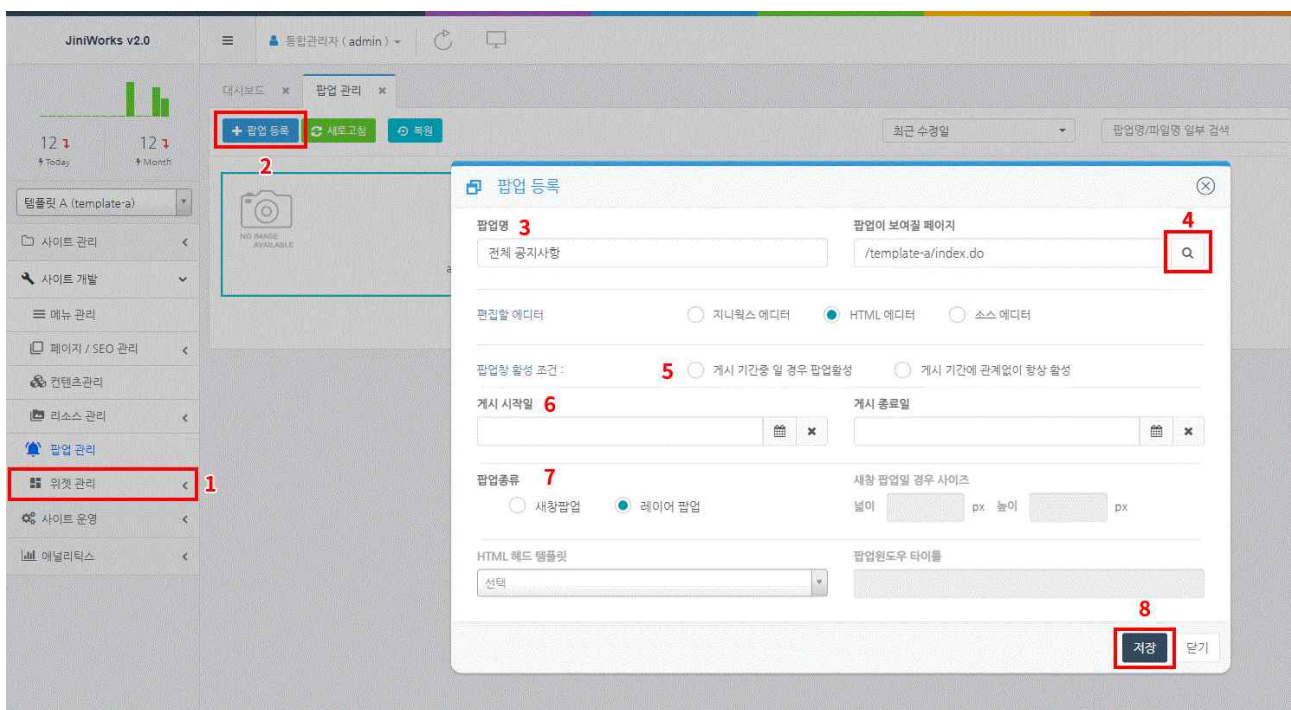 JiniWorks v2.0
통합관리자 ( admin )
대시보드
팝업 관리
12
12
Today
Month
팝업 등록
새로고침
복원
최근 수정일
팝업명/파일명 일부 검색
2
템플릿 A (template-a)
NO IMAGE
AVAILABLE
a
사이트 관리
사이트 개발
메뉴 관리
페이지 / SEO 관리
컨텐츠관리
리소스 관리
팝업 관리
위젯 관리
1
사이트 운영
애널리틱스
팝업 등록
팝업명 3
팝업이 보여질 페이지
4
전체 공지사항
/template-a/index.do
편집할 에디터
지니웍스 에디터
HTML 에디터
소스 에디터
팝업창 활성 조건 :
5
게시 기간중 일 경우 팝업활성
게시 기간에 관계없이 항상 활성
게시 시작일 6
게시 종료일
팝업종류 7
새창 팝업일 경우 사이즈
새창팝업
레이어 팝업
넓이 px 높이 px
HTML 헤드 템플릿
팝업윈도우 타이틀
선택
8
저장
닫기